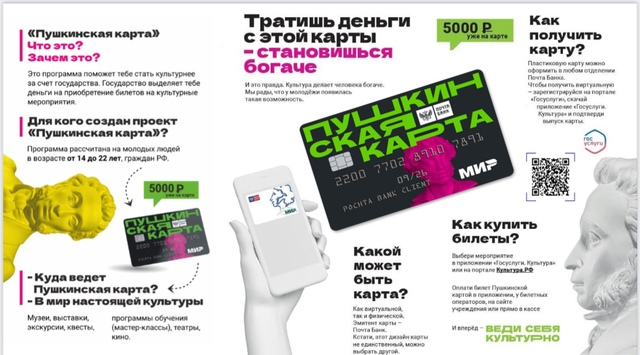 «Пушкинская карта»
Что это?
Зачем это?
Это программа поможет тебе стать культурнее
за счет государства. Государство выделяет тебе
деньги на приобретение билетов на культурные
мероприятия.
Для кого создан проект
«Пушкинская карта»?
Программа рассчитана на молодых людей
в возрасте от 14 до 22 лет, граждан РФ.
5000 ₽
уже на карте
ПУШКИН
СКАЯ
КАРТА
МИР
- Куда ведет
Пушкинская карта?
- В мир настоящей культуры
Музеи, выставки,
экскурсии, квесты,
программы обучения
(мастер-классы), театры,
кино.
Тратишь деньги
с этой карты
– становишься
богаче
И это правда. Культура делает человека богаче.
Мы рады, что у молодёжи появилась
такая возможность.
5000 ₽
уже на карте
ПУШКИН
СКАЯ
КАРТА
ПОЧТА
БАНК
2200 7702 8910 7891
09/26
POCHTA BANK CLIENT
МИР
МИР
Какой
может
быть
карта?
Как виртуальной,
так и физической.
Эмитент карты –
Почта Банк.
Кстати, этот дизайн карты
не единственный, можно
выбрать другой.
Как
получить
карту?
Пластиковую карту можно
оформить в любом отделении
Почта Банка.
Чтобы получить виртуальную
– зарегистрируйся на портале
«Госуслуги», скачай
приложение «Госуслуги.
Культура» и подтверди
выпуск карты.
гос
услуги
Как купить
билеты?
Выбери мероприятие
в приложении «Госуслуги. Культура»
или на портале Культура.РФ
Оплати билет Пушкинской
картой в приложении, у билетных
операторов, на сайте
учреждения или прямо в кассе
И вперёд –
ВЕДИ СЕБЯ
КУЛЬТУРНО